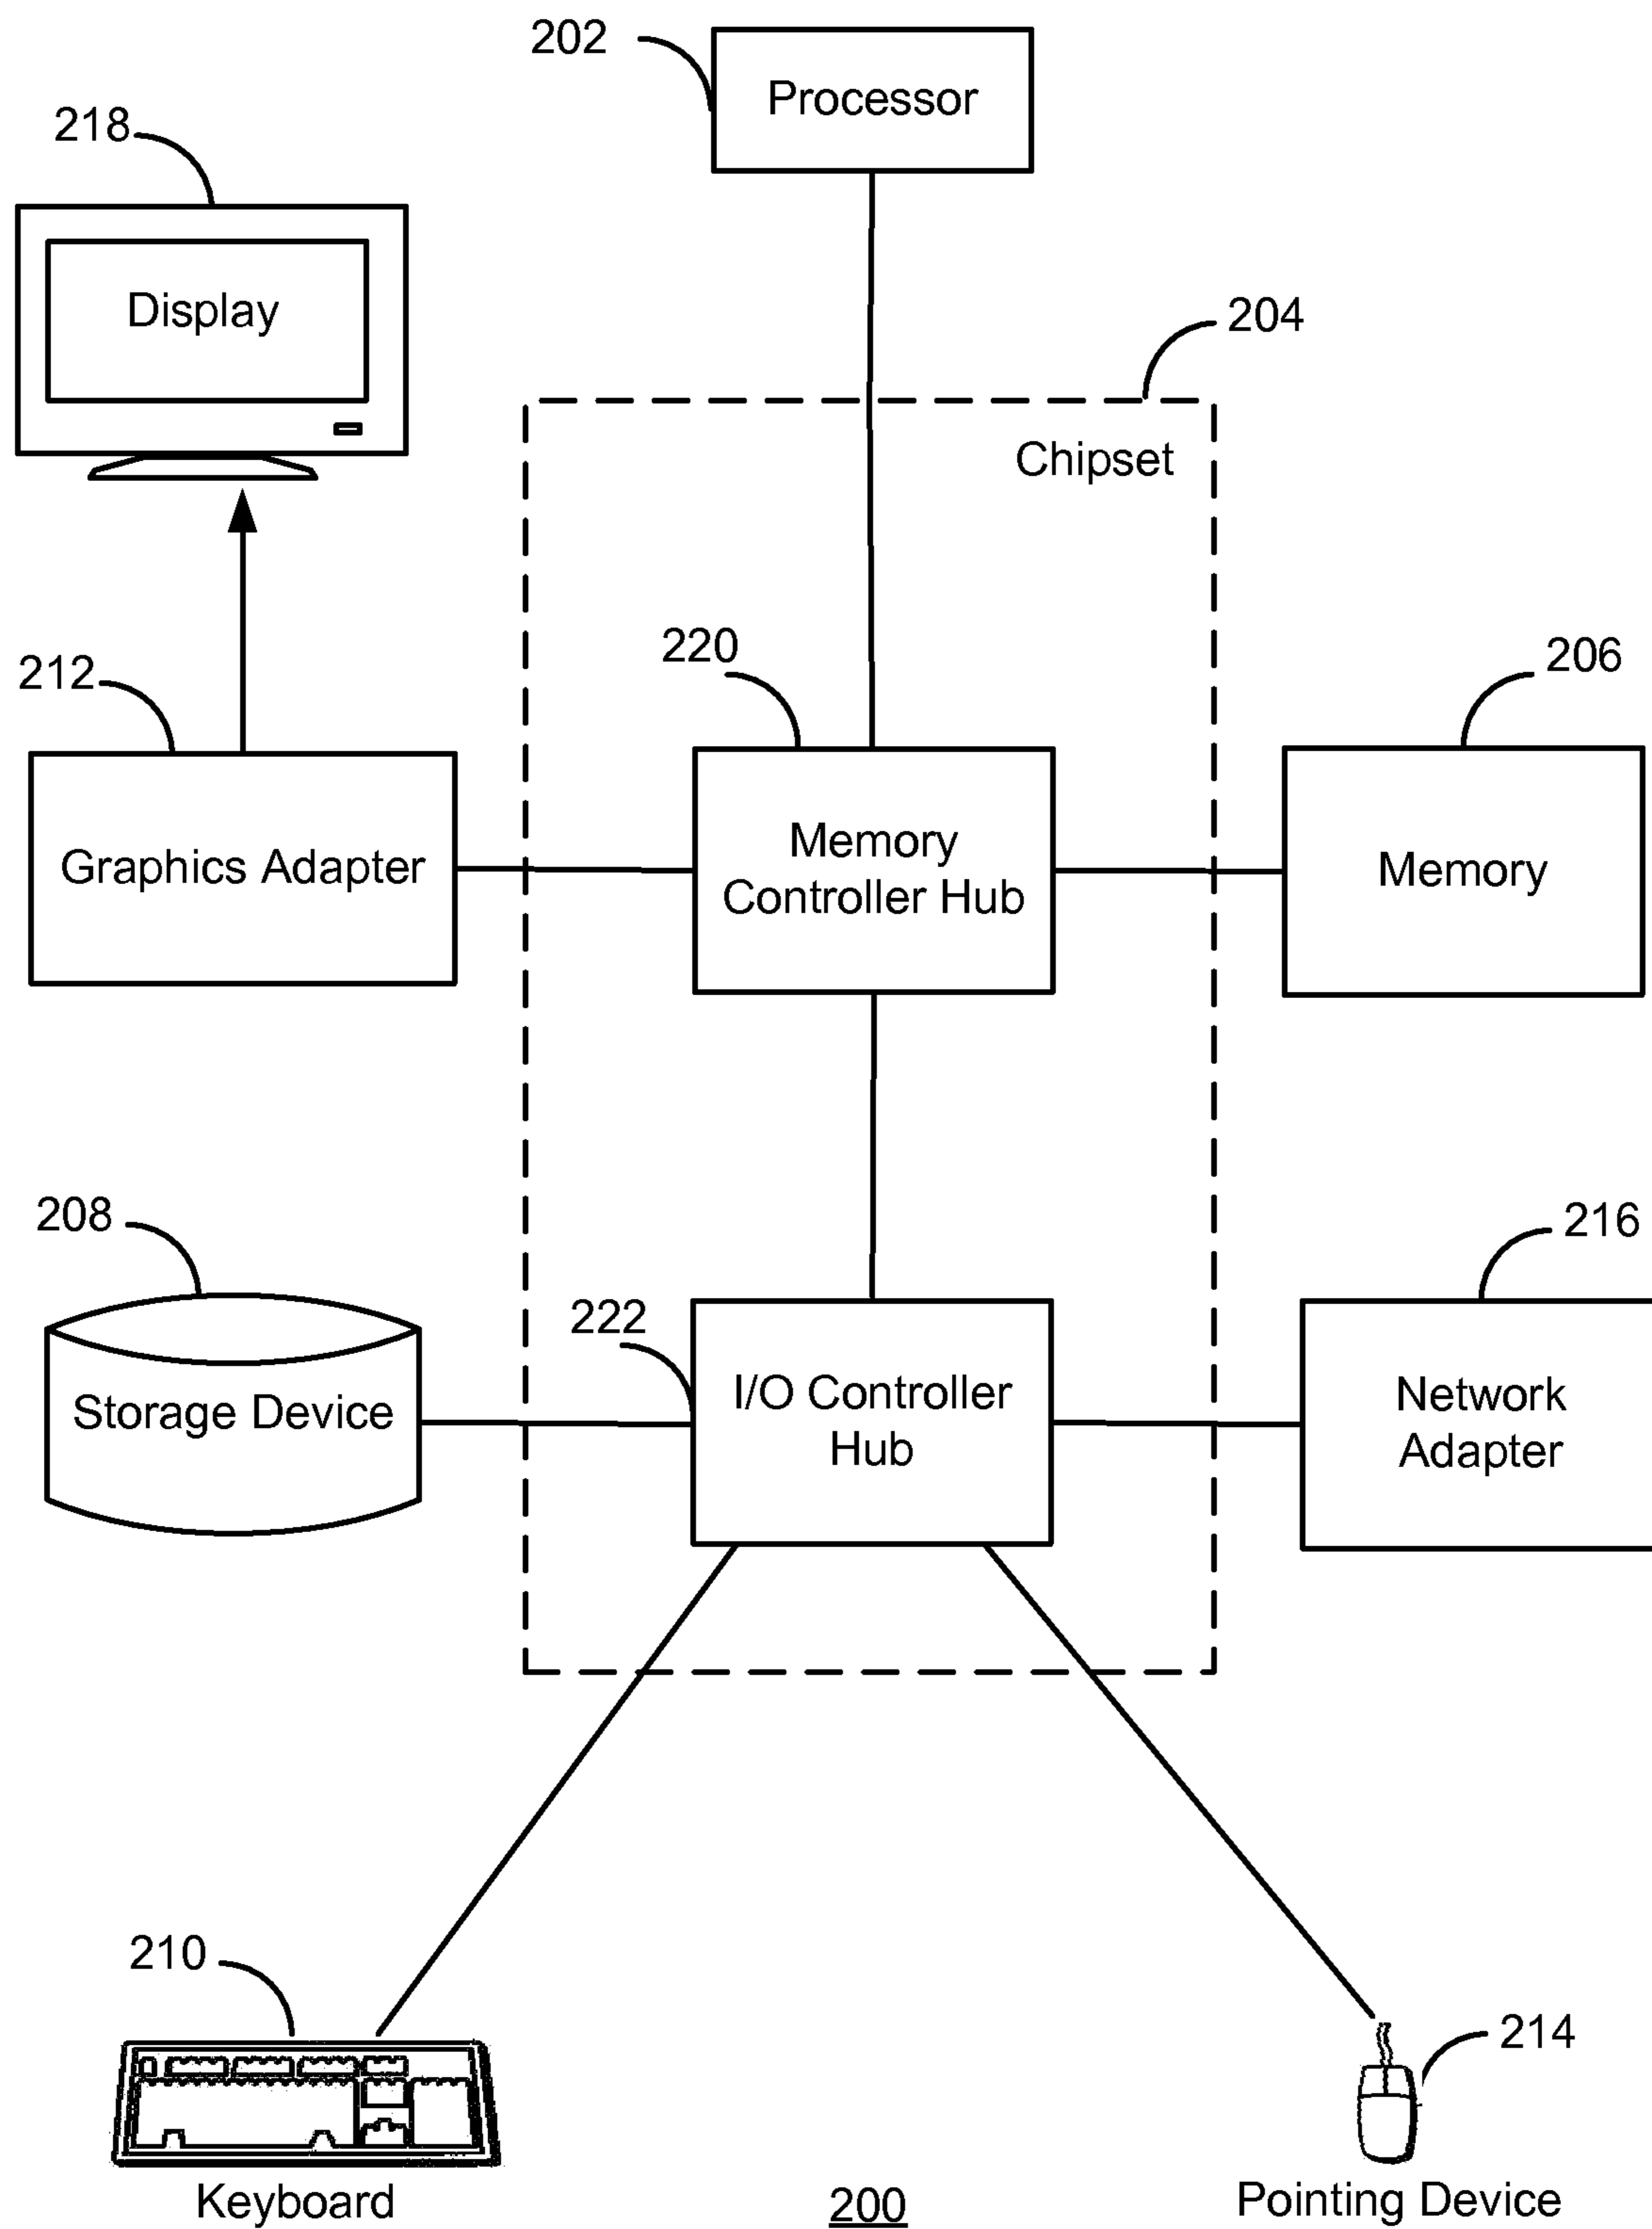 202
Processor
218
Display
204
Chipset
220
206
212
Memory
Controller Hub
Graphics Adapter
Memory
208
216
222
I/O Controller
Hub
Storage Device
Network
Adapter
210
214
Keyboard
200
Pointing Device